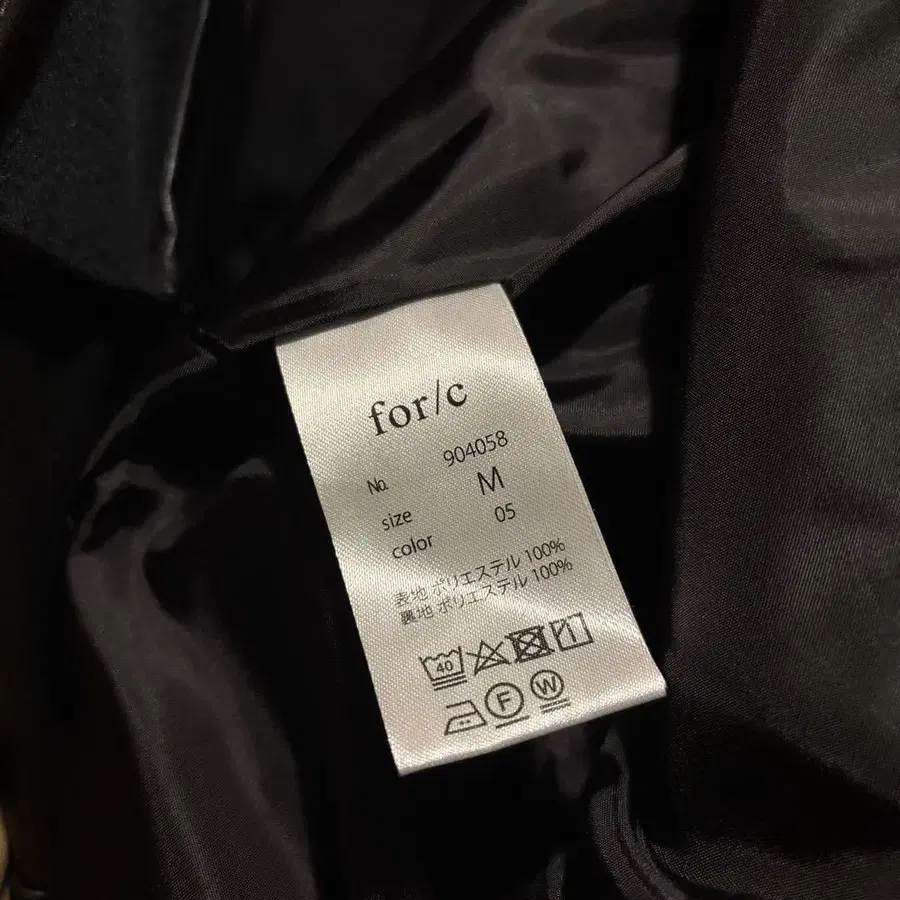 for/c
No. 904058
size M
color 05
表地 ポリエステル 100%
裏地 ポリエステル 100%
40
F W